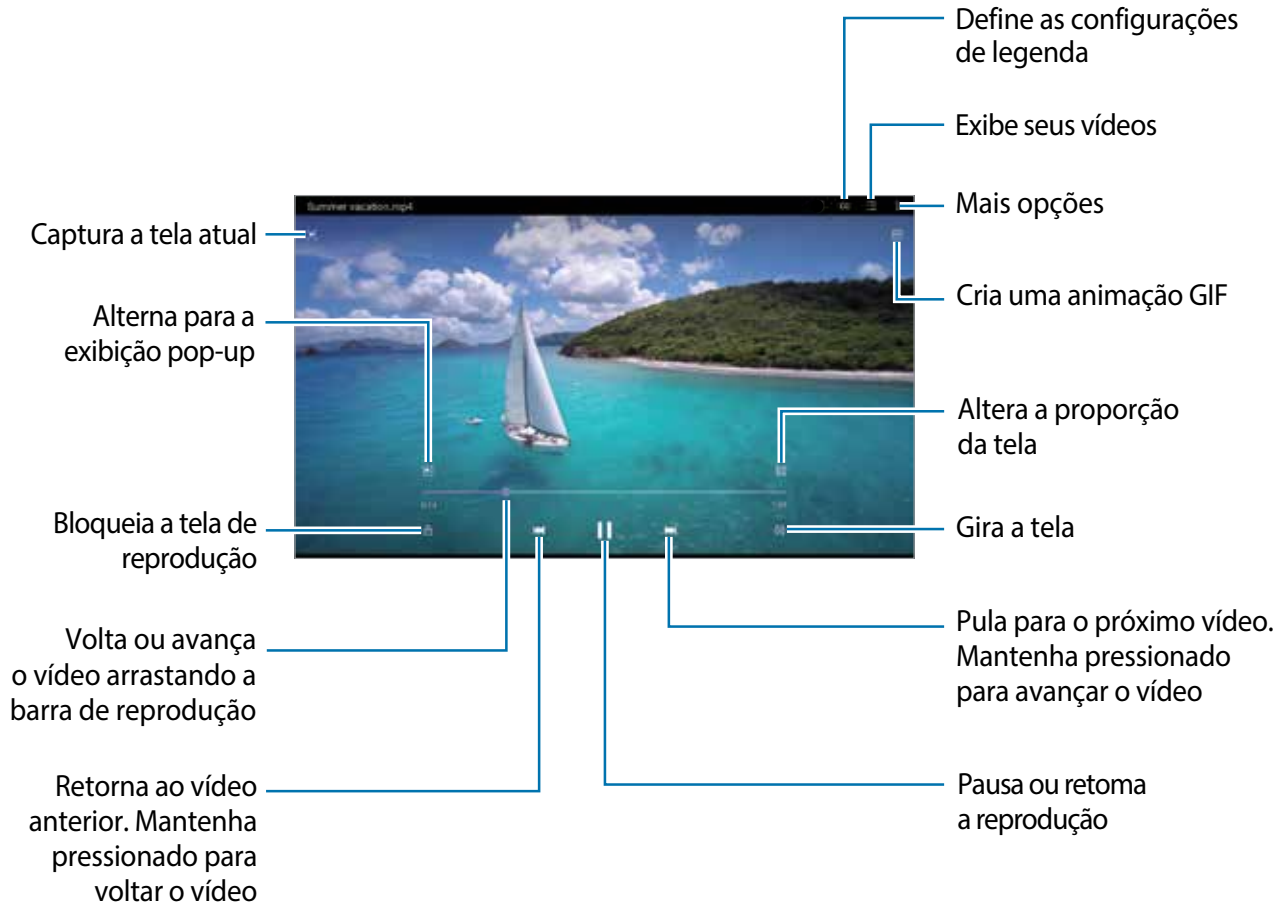 Define as configurações
de legenda
Exibe seus vídeos
Mais opções
Cria uma animação GIF
Altera a proporção
da tela
Gira a tela
Pula para o próximo vídeo.
Mantenha pressionado
para avançar o vídeo
Pausa ou retoma
a reprodução
Captura a tela atual
Alterna para a
exibição pop-up
Bloqueia a tela de
reprodução
Volta ou avança
o vídeo arrastando a
barra de reprodução
Retorna ao vídeo
anterior. Mantenha
pressionado para
voltar o vídeo
Summer vacation.mp4